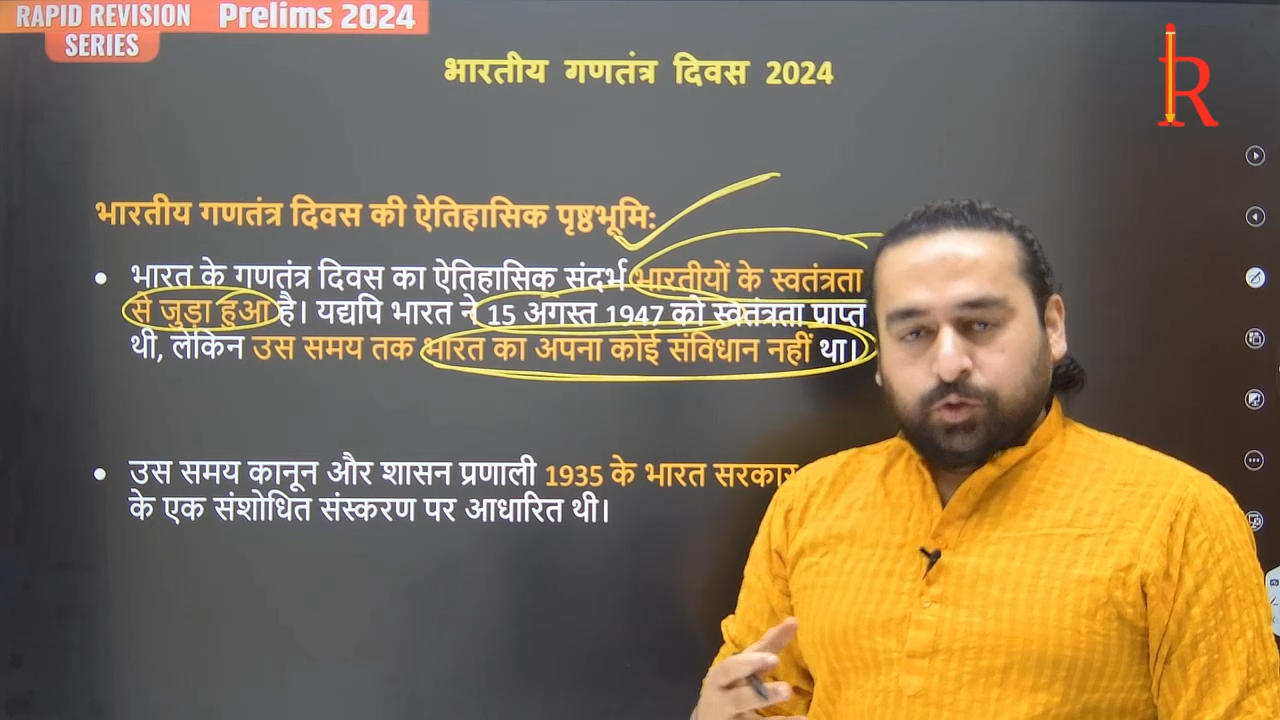 RAPID REVISION
SERIES
Prelims 2024
भारतीय गणतंत्र दिवस 2024
R
भारतीय गणतंत्र दिवस की ऐतिहासिक पृष्ठभूमि:
• भारत के गणतंत्र दिवस का ऐतिहासिक संदर्भ भारतीयों के स्वतंत्रता
से जुड़ा हुआ है। यद्यपि भारत ने 15 अगस्त 1947 को स्वतंत्रता प्राप्त
थी, लेकिन उस समय तक भारत का अपना कोई संविधान नहीं था।
• उस समय कानून और शासन प्रणाली 1935 के भारत सरकार
के एक संशोधित संस्करण पर आधारित थी।